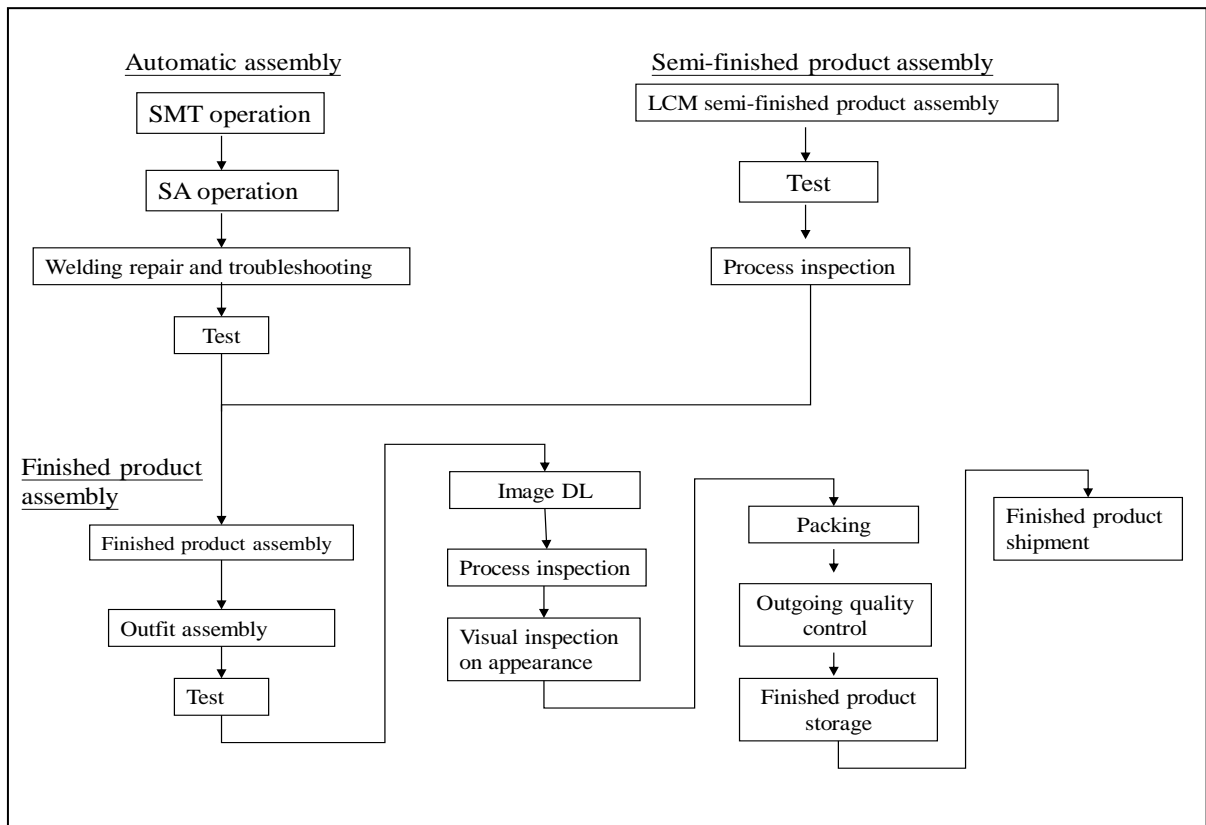 Automatic assembly
SMT operation
SA operation
Welding repair and troubleshooting
Test
Semi-finished product assembly
LCM semi-finished product assembly
Test
Process inspection
Finished product
assembly
Finished product assembly
Outfit assembly
Test
Image DL
Process inspection
Visual inspection
on appearance
Packing
Outgoing quality
control
Finished product
storage
Finished product
shipment